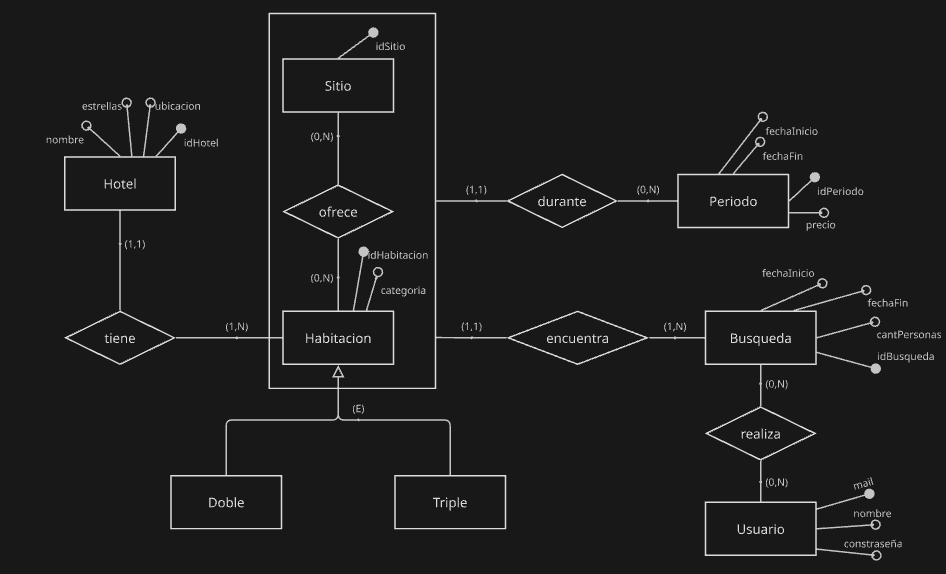 idSitio
Sitio
(0,N)
estrellas
ubicacion
nombre
idHotel
Hotel
(1,1)
ofrece
(0,N)
idHabitacion
categoria
(1,1)
durante
(0,N)
fechaInicio
fechaFin
idPeriodo
Periodo
precio
tiene
(1,N)
Habitacion
(1,1)
encuentra
(1,N)
fechaInicio
fechaFin
cantPersonas
Busqueda
idBusqueda
(0,N)
(E)
realiza
(0,N)
Doble
Triple
mail
nombre
Usuario
constraseña